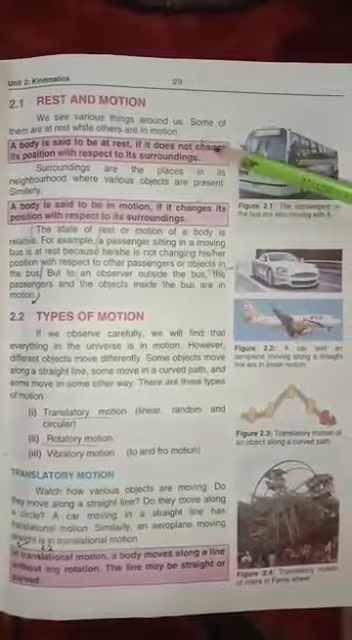 Unit 2: Kinematics
29
2.1 REST AND MOTION
We see various things around us. Some of
them are at rest while others are in motion.
A body is said to be at rest, if it does not change
its position with respect to its surroundings.
Surroundings are the places in its
neighbourhood where various objects are present.
Similarly,
A body is said to be in motion, if it changes its
position with respect to its surroundings.
The state of rest or motion of a body is
relative. For example, a passenger sitting in a moving
bus is at rest because he/she is not changing his/her
position with respect to other passengers or objects in
the bus. But to an observer outside the bus, the
passengers and the objects inside the bus are in
motion.
2.2 TYPES OF MOTION
If we observe carefully, we will find that
everything in the universe is in motion. However,
different objects move differently. Some objects move
along a straight line, some move in a curved path, and
some move in some other way. There are three types
of motion.
(i) Translatory motion (linear, random and
circular)
(ii) Rotatory motion
(iii) Vibratory motion (to and fro motion)
TRANSLATORY MOTION
Watch how various objects are moving. Do
they move along a straight line? Do they move along
a circle? A car moving in a straight line has
translational motion. Similarly, an aeroplane moving
straight is in translational motion.
In translational motion, a body moves along a line
without any rotation. The line may be straight or
curved.
Figure 2.1: The passengers in
the bus are also moving with it.
Figure 2.2: A car and an
aeroplane moving along a straight
line are in linear motion.
Figure 2.3: Translatory motion of
an object along a curved path.
Figure 2.4: Translatory motion
of riders in Ferris wheel